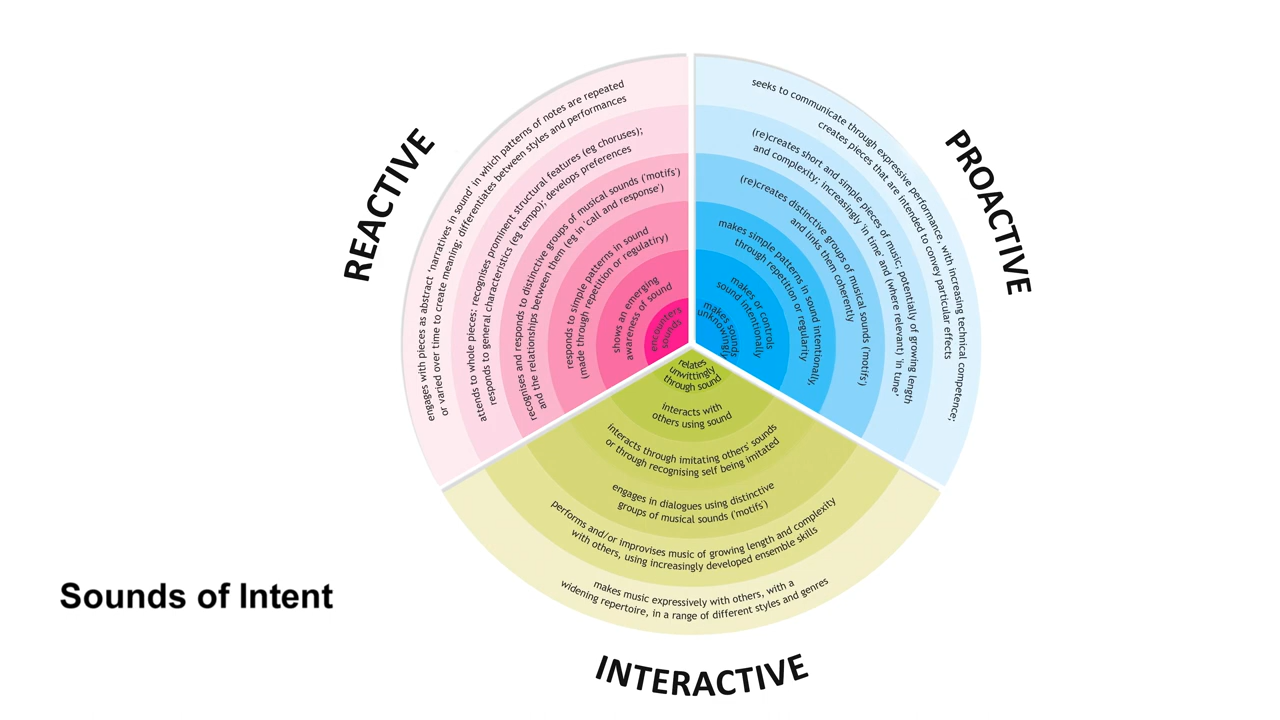 REACTIVE
engages with pieces as abstract 'narratives in sound' in which patterns of notes are repeated
or varied over time to create meaning; differentiates between styles and performances
attends to whole pieces: recognises prominent structural features (eg choruses);
responds to general characteristics (eg tempo); develops preferences
recognises and responds to distinctive groups of musical sounds ('motifs')
and the relationships between them (eg in 'call and response')
responds to simple patterns in sound
(made through repetition or regulatiry)
shows an emerging
awareness of sound
encounters
sounds
PROACTIVE
seeks to communicate through expressive performance, with increasing technical competence;
creates pieces that are intended to convey particular effects
(re)creates short and simple pieces of music; potentially of growing length
and complexity; increasingly 'in time' and (where relevant) 'in tune'
(re)creates distinctive groups of musical sounds ('motifs')
and links them coherently
makes simple patterns in sound intentionally,
through repetition or regularity
makes or controls
sound intentionally
makes sounds
unknowingly
relates
unwittingly
through sound
interacts with
others using sound
interacts through imitating others' sounds
or through recognising self being imitated
engages in dialogues using distinctive
groups of musical sounds ('motifs')
performs and/or improvises music of growing length and complexity
with others, using increasingly developed ensemble skills
makes music expressively with others, with a
widening repertoire, in a range of different styles and genres
INTERACTIVE
Sounds of Intent